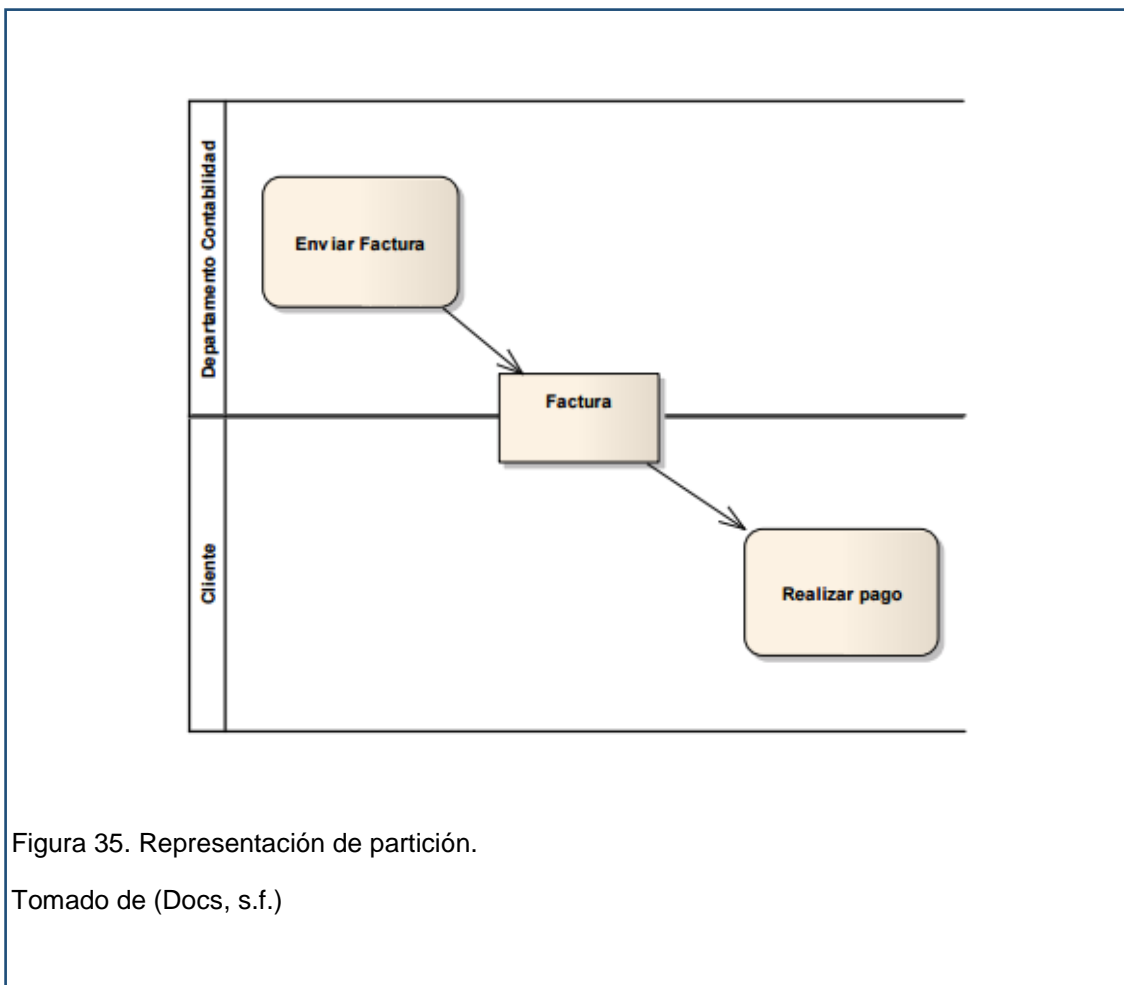 Departamento Contabilidad
Enviar Factura
Factura
Cliente
Realizar pago
Figura 35. Representación de partición.
Tomado de (Docs, s.f.)